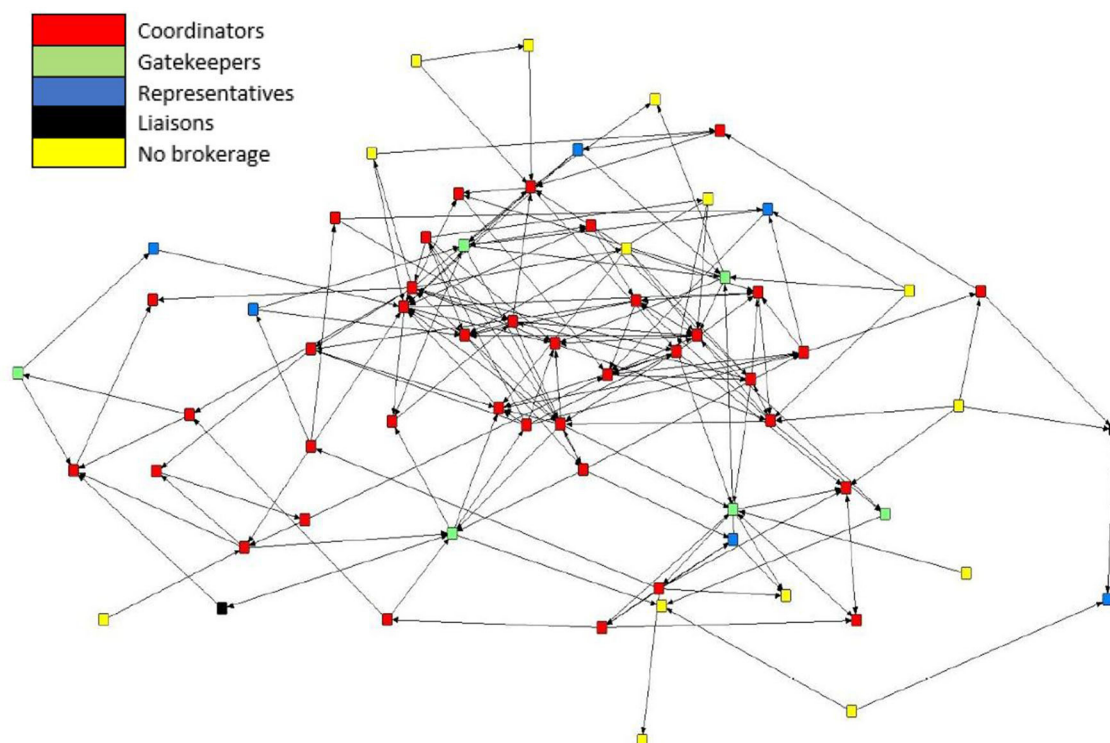 Coordinators
Gatekeepers
Representatives
Liaisons
No brokerage